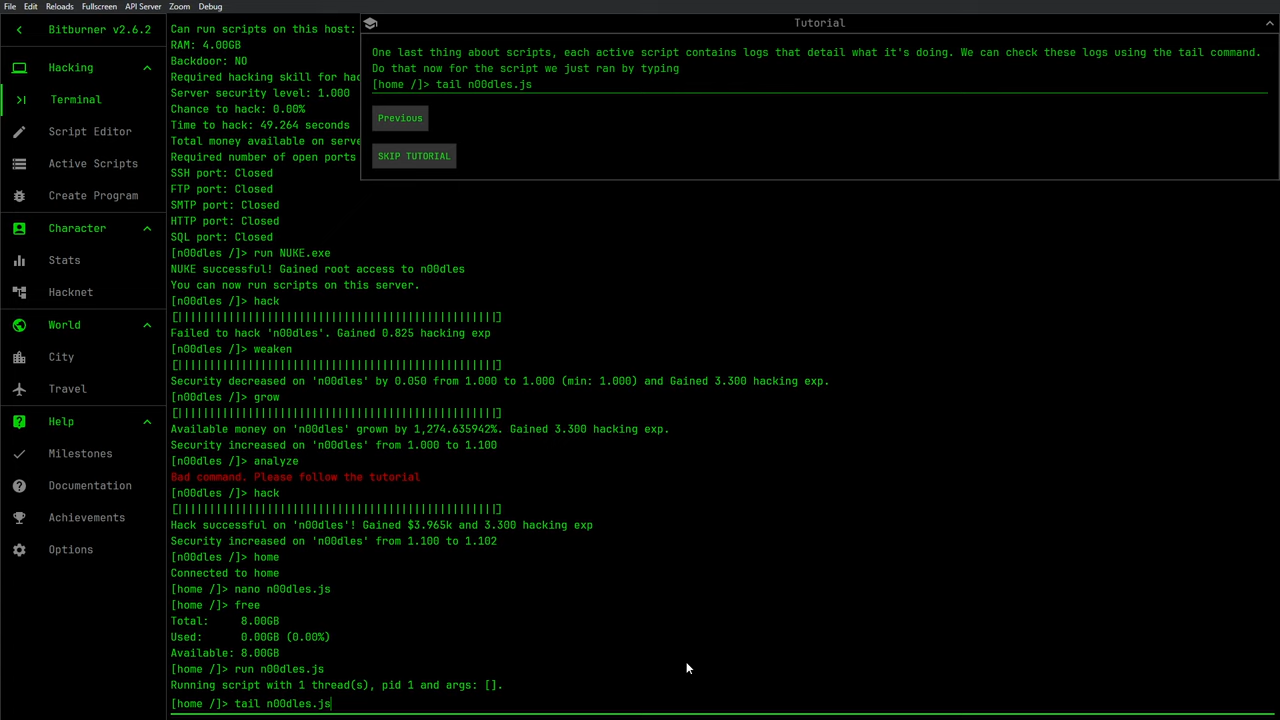 File Edit Reloads Fullscreen API Server Zoom Debug
Bitburner v2.6.2
Hacking
Terminal
Script Editor
Active Scripts
Create Program
Character
Stats
Hacknet
World
City
Travel
Help
Milestones
Documentation
Achievements
Options
Can run scripts on this host:
RAM: 4.00GB
Backdoor: NO
Required hacking skill for hac
Server security level: 1.000
Chance to hack: 0.00%
Time to hack: 49.264 seconds
Total money available on serve
Required number of open ports
SSH port: Closed
FTP port: Closed
SMTP port: Closed
HTTP port: Closed
SQL port: Closed
[n00dles /]> run NUKE.exe
NUKE successful! Gained root access to n00dles
You can now run scripts on this server.
[n00dles /]> hack
[||||||||||||||||||||||||||||||||||||||||||||||||||]
Failed to hack 'n00dles'. Gained 0.825 hacking exp
[n00dles /]> weaken
[||||||||||||||||||||||||||||||||||||||||||||||||||]
Security decreased on 'n00dles' by 0.050 from 1.000 to 1.000 (min: 1.000) and Gained 3.300 hacking exp.
[n00dles /]> grow
[||||||||||||||||||||||||||||||||||||||||||||||||||]
Available money on 'n00dles' grown by 1,274.635942%. Gained 3.300 hacking exp.
Security increased on 'n00dles' from 1.000 to 1.100
[n00dles /]> analyze
Bad command. Please follow the tutorial
[n00dles /]> hack
[||||||||||||||||||||||||||||||||||||||||||||||||||]
Hack successful on 'n00dles'! Gained $3.965k and 3.300 hacking exp
Security increased on 'n00dles' from 1.100 to 1.102
[n00dles /]> home
Connected to home
[home /]> nano n00dles.js
[home /]> free
Total: 8.00GB
Used: 0.00GB (0.00%)
Available: 8.00GB
[home /]> run n00dles.js
Running script with 1 thread(s), pid 1 and args: [].
[home /]> tail n00dles.js
Tutorial
One last thing about scripts, each active script contains logs that detail what it's doing. We can check these logs using the tail command.
Do that now for the script we just ran by typing
[home /]> tail n00dles.js
Previous
SKIP TUTORIAL